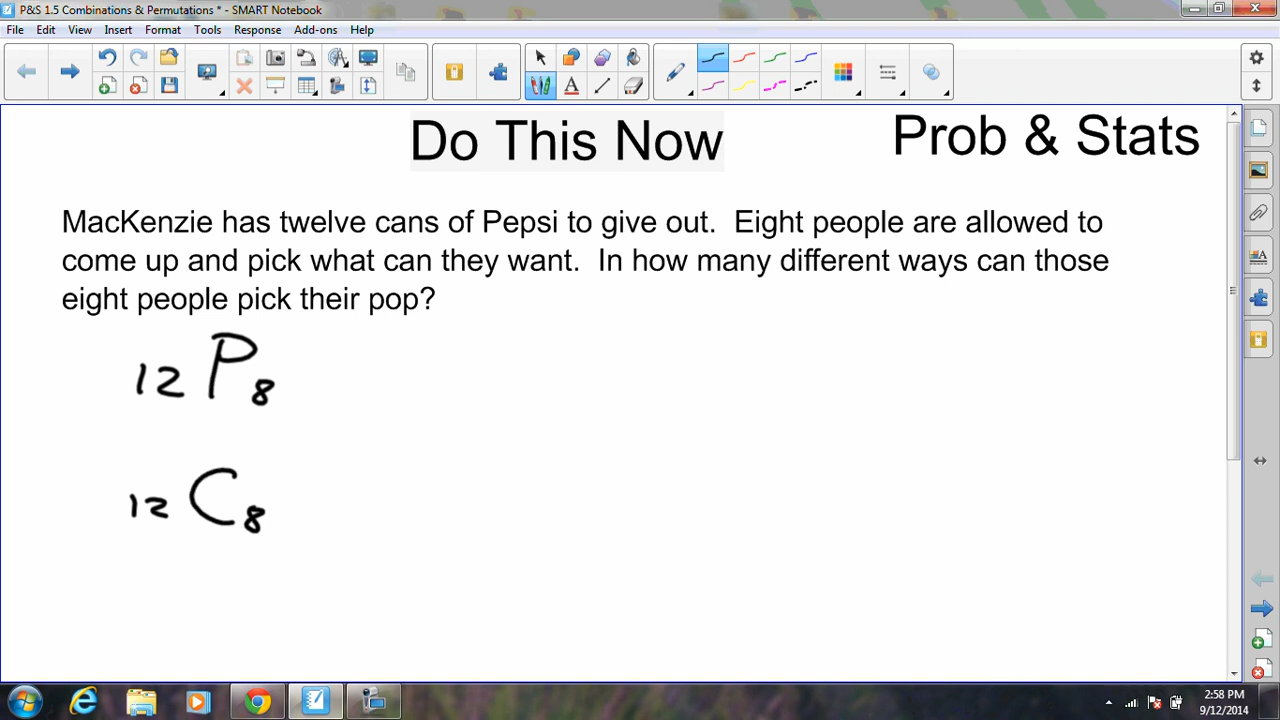 P&S 1.5 Combinations & Permutations * - SMART Notebook
File Edit View Insert Format Tools Response Add-ons Help
Do This Now
Prob & Stats
MacKenzie has twelve cans of Pepsi to give out. Eight people are allowed to
come up and pick what can they want. In how many different ways can those
eight people pick their pop?
12 P 8
12 C 8
2:58 PM
9/12/2014